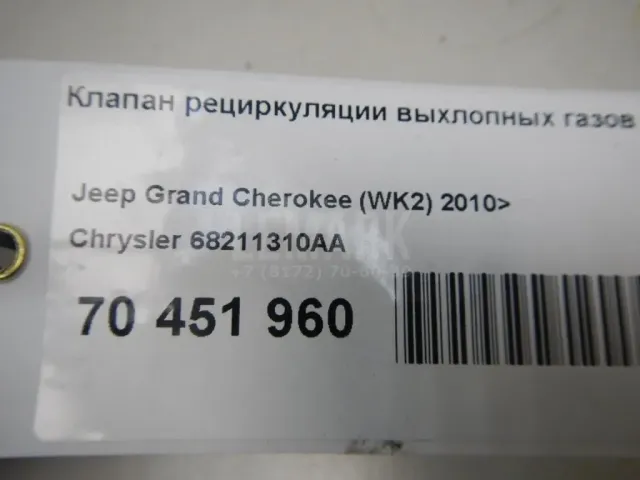 Клапан рециркуляции выхлопных газов
Jeep Grand Cherokee (WK2) 2010>
Chrysler 68211310AA
70 451 960